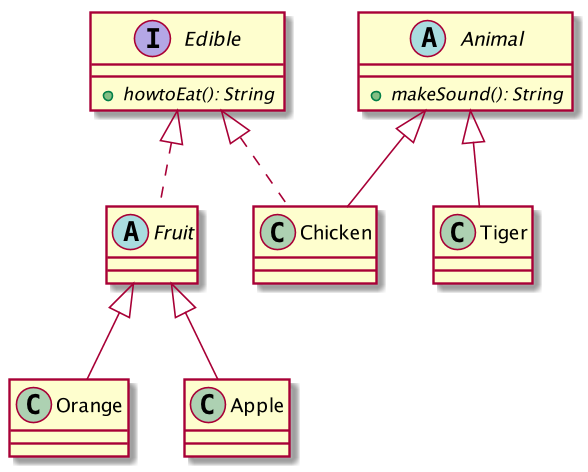 I Edible
howtoEat(): String
A Animal
makeSound(): String
A Fruit
C Chicken
C Tiger
C Orange
C Apple